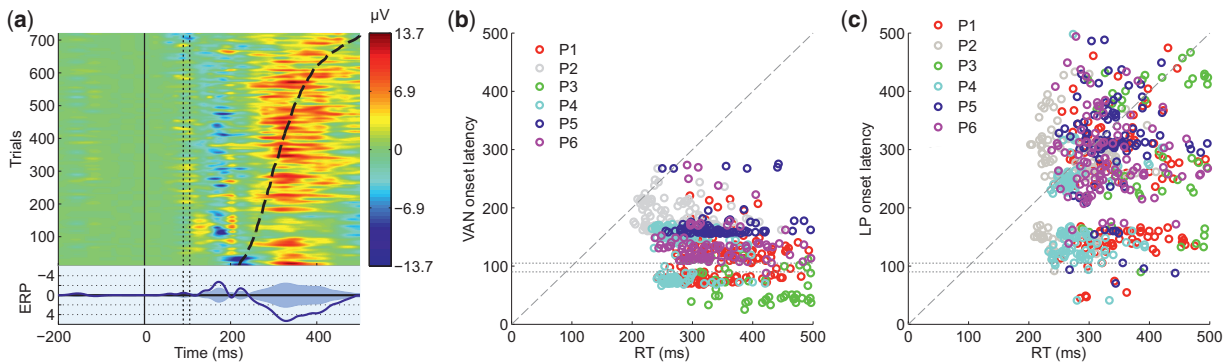 (a)
µV
13.7
6.9
0
−6.9
−13.7
700
600
500
400
300
200
100
Trials
−4
0
4
ERP
−200 0 200 400
Time (ms)
(b)
500
400
300
200
100
0
VAN onset latency
P1
P2
P3
P4
P5
P6
0 100 200 300 400 500
RT (ms)
(c)
500
400
300
200
100
0
LP onset latency
P1
P2
P3
P4
P5
P6
0 100 200 300 400 500
RT (ms)